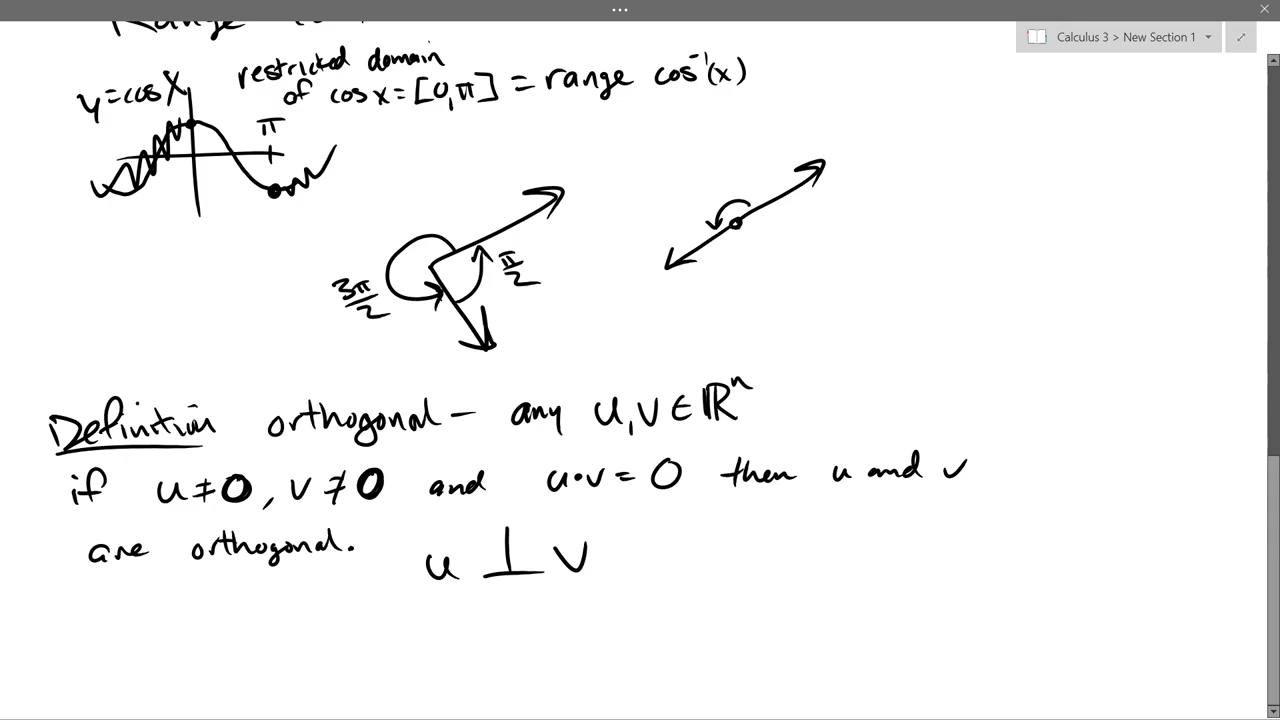 Calculus 3 > New Section 1
Range
restricted domain
of cos x = [0, π] = range cos⁻¹(x)
y = cos x
π
3π/2
π/2
Definition orthogonal – any u, v ∈ ℝⁿ
if u ≠ 0, v ≠ 0 and u · v = 0 then u and v
are orthogonal. u ⊥ v